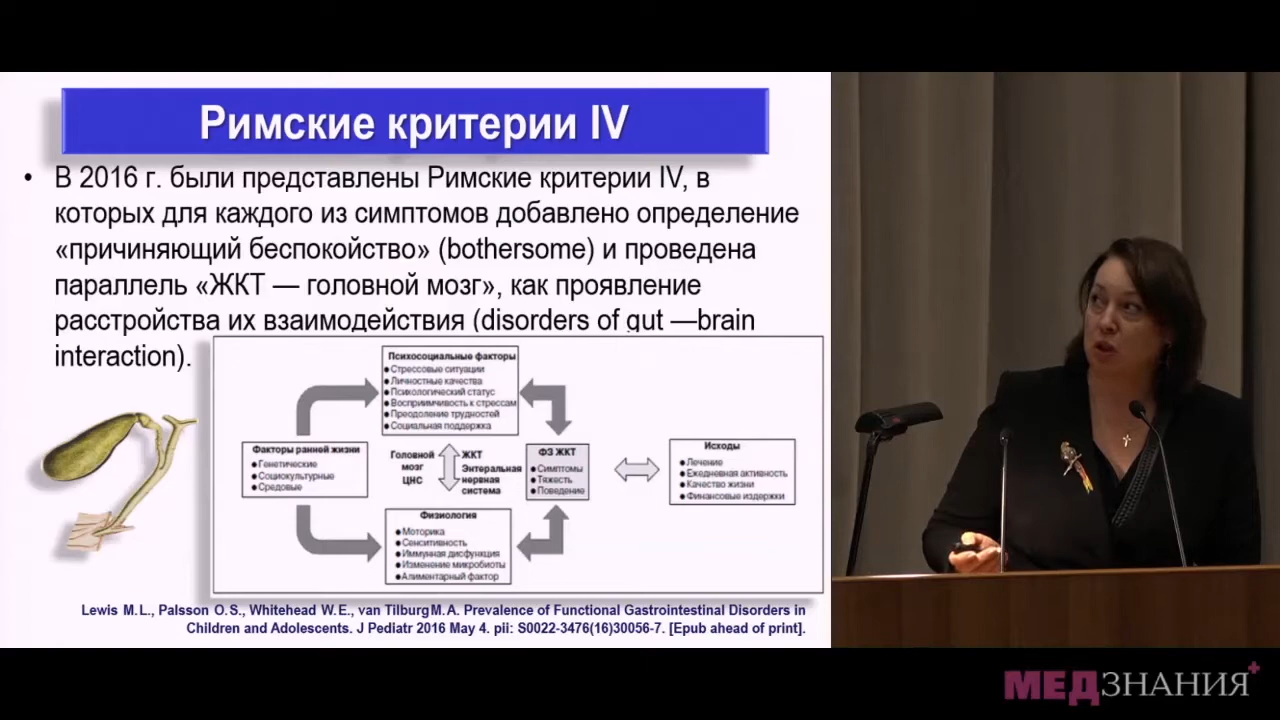 Римские критерии IV
• В 2016 г. были представлены Римские критерии IV, в
которых для каждого из симптомов добавлено определение
«причиняющий беспокойство» (bothersome) и проведена
параллель «ЖКТ — головной мозг», как проявление
расстройства их взаимодействия (disorders of gut —brain
interaction).
Психосоциальные факторы
●Стрессовые ситуации
●Личностные качества
●Психологический статус
●Восприимчивость к стрессам
●Преодоление трудностей
●Социальная поддержка
Факторы ранней жизни
●Генетические
●Социокультурные
●Средовые
Головной
мозг
ЦНС
ЖКТ
Энтеральная
нервная
система
ФЗ ЖКТ
●Симптомы
●Тяжесть
●Поведение
Исходы
●Лечение
●Ежедневная активность
●Качество жизни
●Финансовые издержки
Физиология
●Моторика
●Сенситивность
●Иммунная дисфункция
●Изменение микробиоты
●Алиментарный фактор
Lewis M.L., Palsson O.S., Whitehead W.E., van Tilburg M.A. Prevalence of Functional Gastrointestinal Disorders in
Children and Adolescents. J Pediatr 2016 May 4. pii: S0022-3476(16)30056-7. [Epub ahead of print].
МЕДЗНАНИЯ+